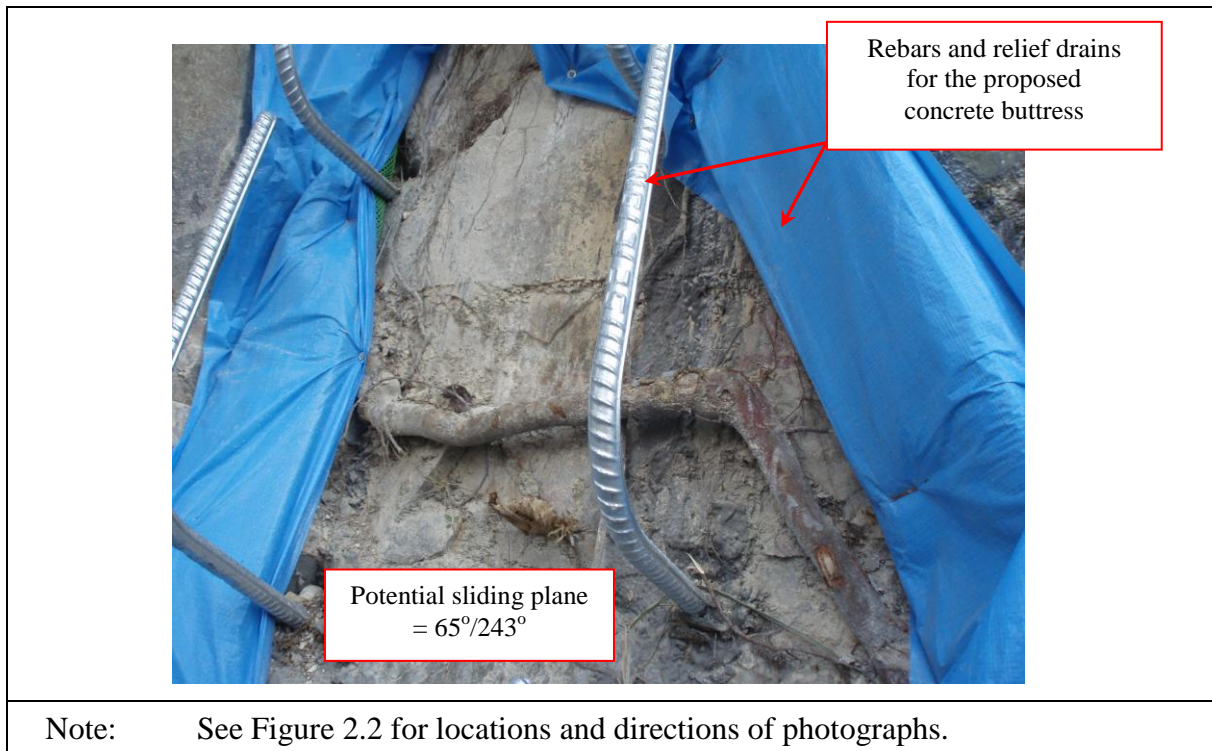 Rebars and relief drains
for the proposed
concrete buttress
Potential sliding plane
= 65°/243°
Note: See Figure 2.2 for locations and directions of photographs.